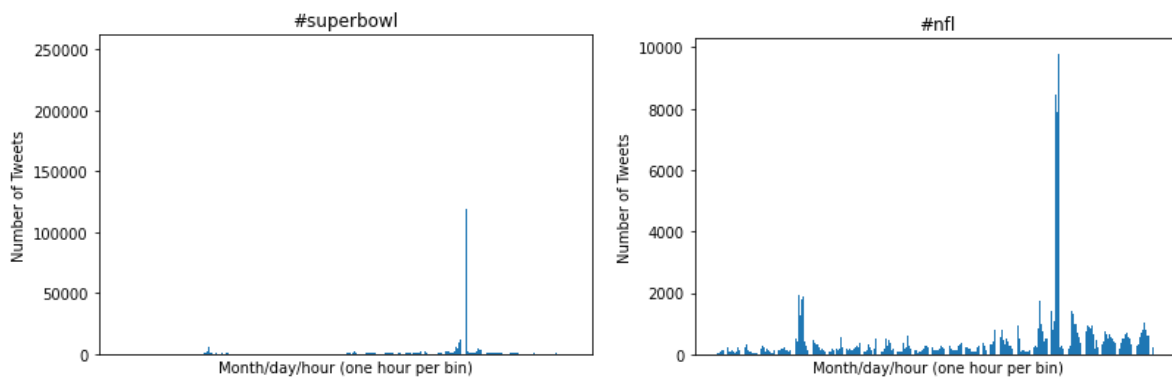 #superbowl
250000
200000
150000
100000
50000
0
Number of Tweets
Month/day/hour (one hour per bin)
#nfl
10000
8000
6000
4000
2000
0
Number of Tweets
Month/day/hour (one hour per bin)